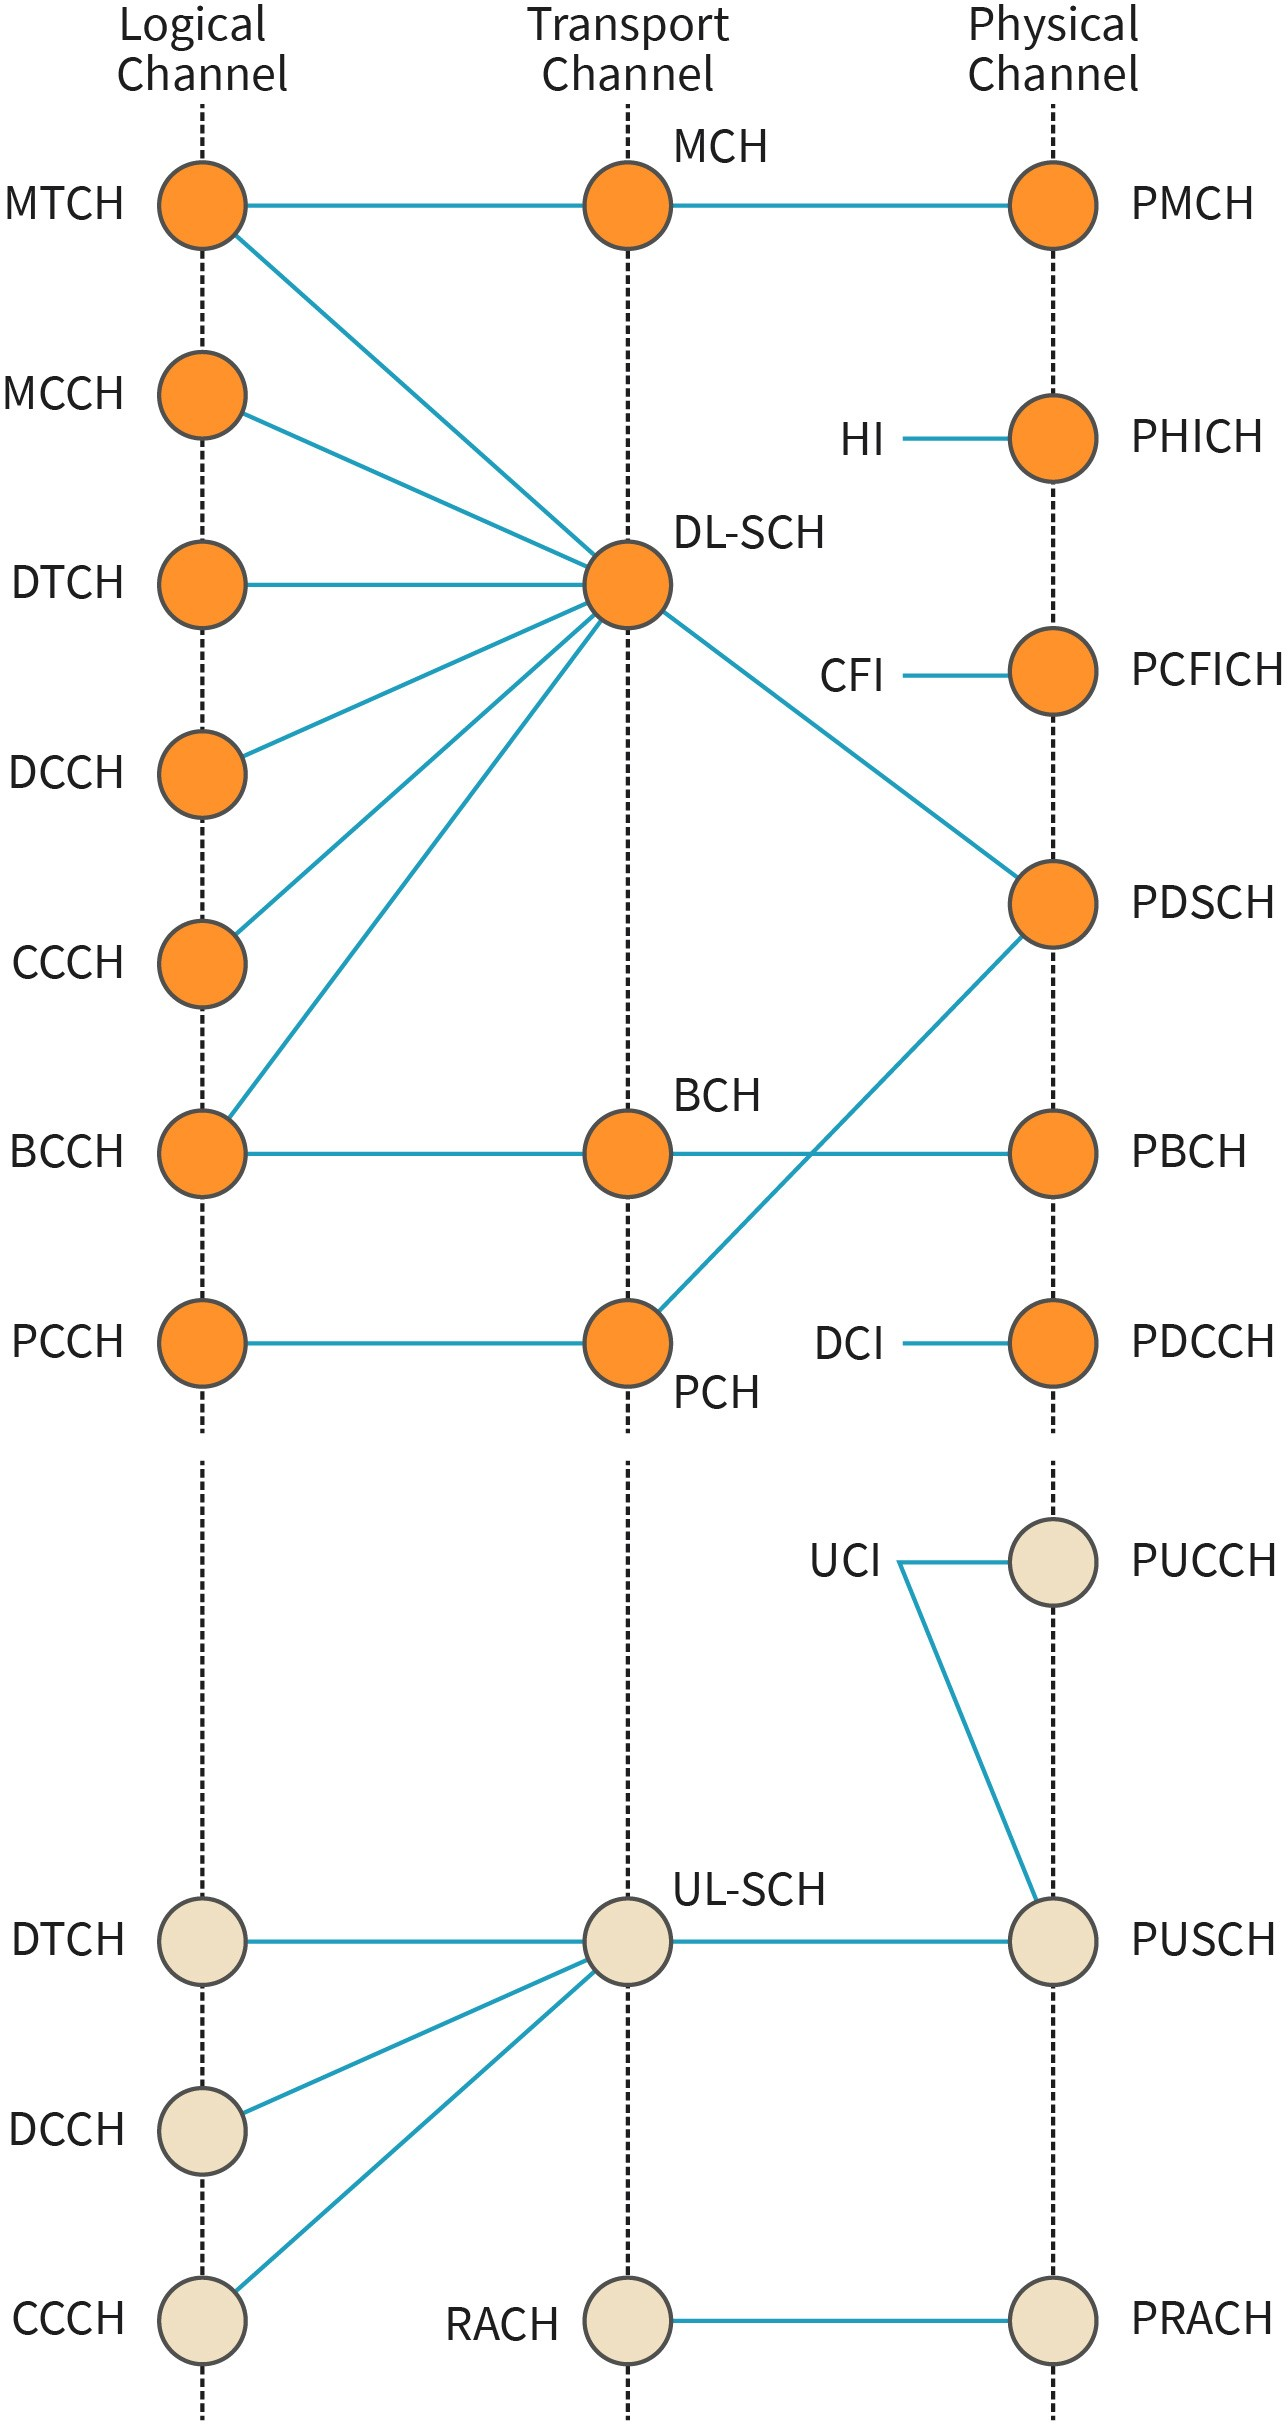 Logical
Channel
Transport
Channel
Physical
Channel
MCH
MTCH
PMCH
MCCH
HI
PHICH
DL-SCH
DTCH
CFI
PCFICH
DCCH
PDSCH
CCCH
BCH
BCCH
PBCH
PCCH
DCI
PDCCH
PCH
UCI
PUCCH
UL-SCH
DTCH
PUSCH
DCCH
CCCH
RACH
PRACH